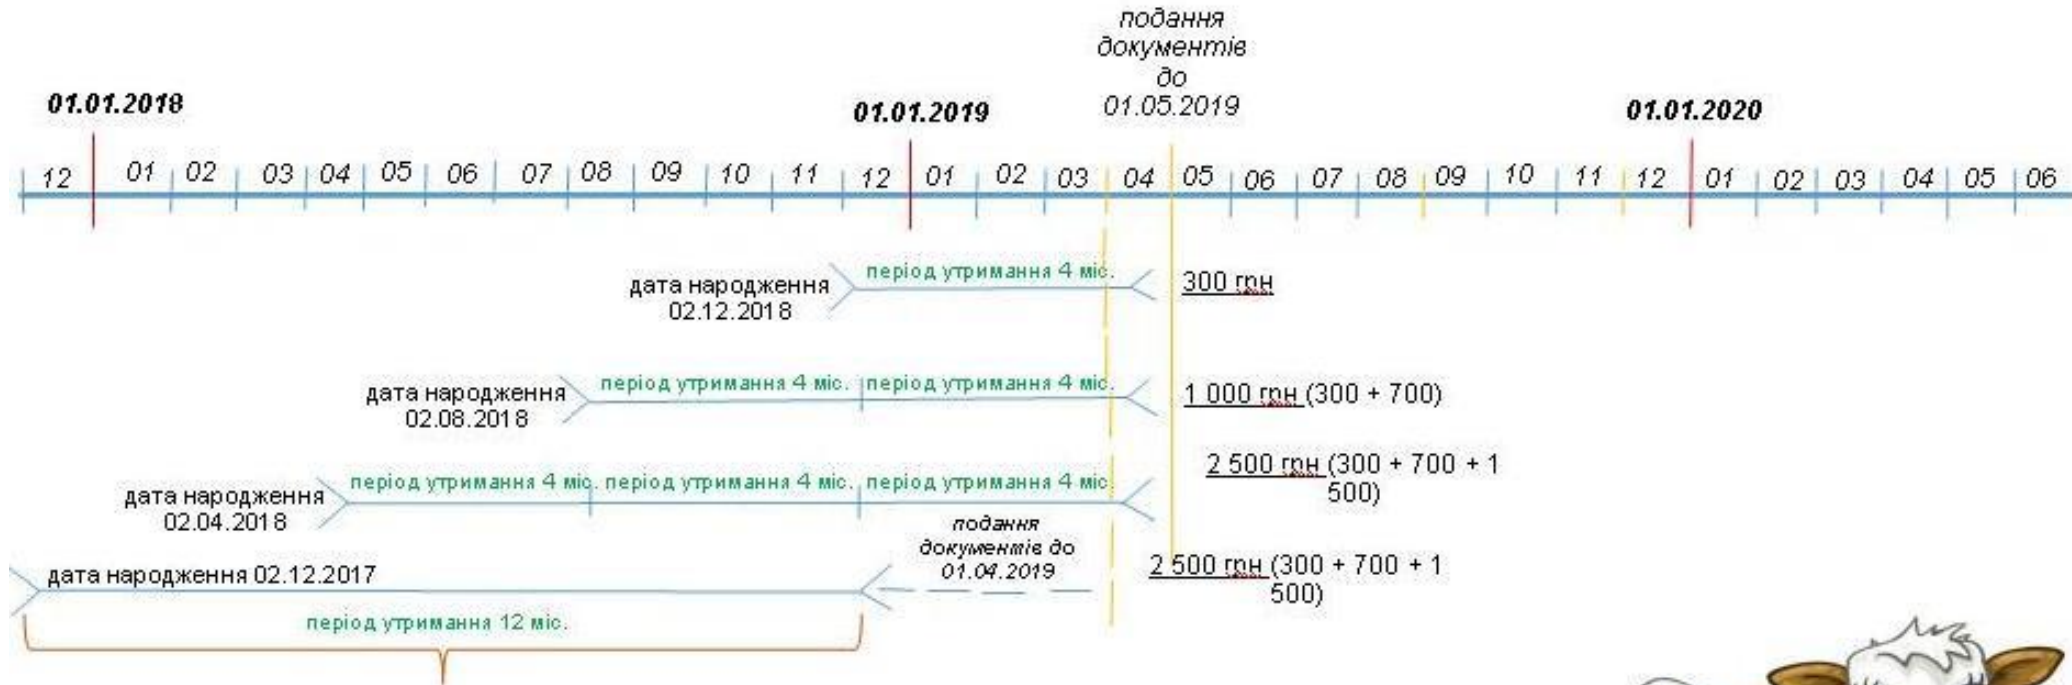 подання
документів
до
01.05.2019
01.01.2018
01.01.2019
01.01.2020
12 01 02 03 04 05 06 07 08 09 10 11 12 01 02 03 04 05 06 07 08 09 10 11 12 01 02 03 04 05 06
період утримання 4 міс.
дата народження
02.12.2018
300 грн
період утримання 4 міс. період утримання 4 міс.
дата народження
02.08.2018
1 000 грн (300 + 700)
період утримання 4 міс. період утримання 4 міс. період утримання 4 міс.
дата народження
02.04.2018
2 500 грн (300 + 700 + 1
500)
подання
документів до
01.04.2019
дата народження 02.12.2017
2 500 грн (300 + 700 + 1
500)
період утримання 12 міс.